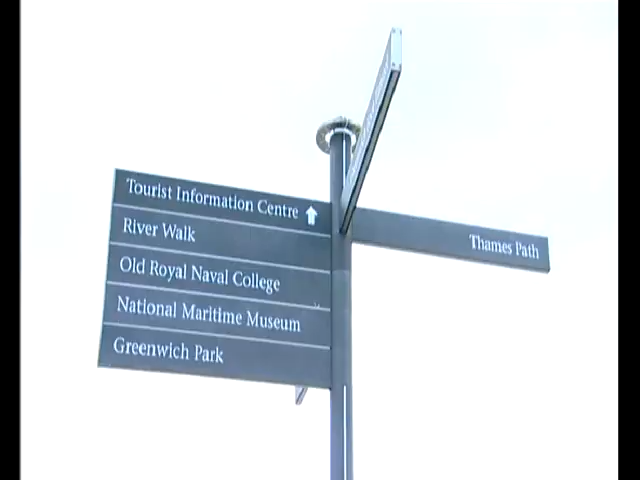 Tourist Information Centre
River Walk
Old Royal Naval College
National Maritime Museum
Greenwich Park
Thames Path